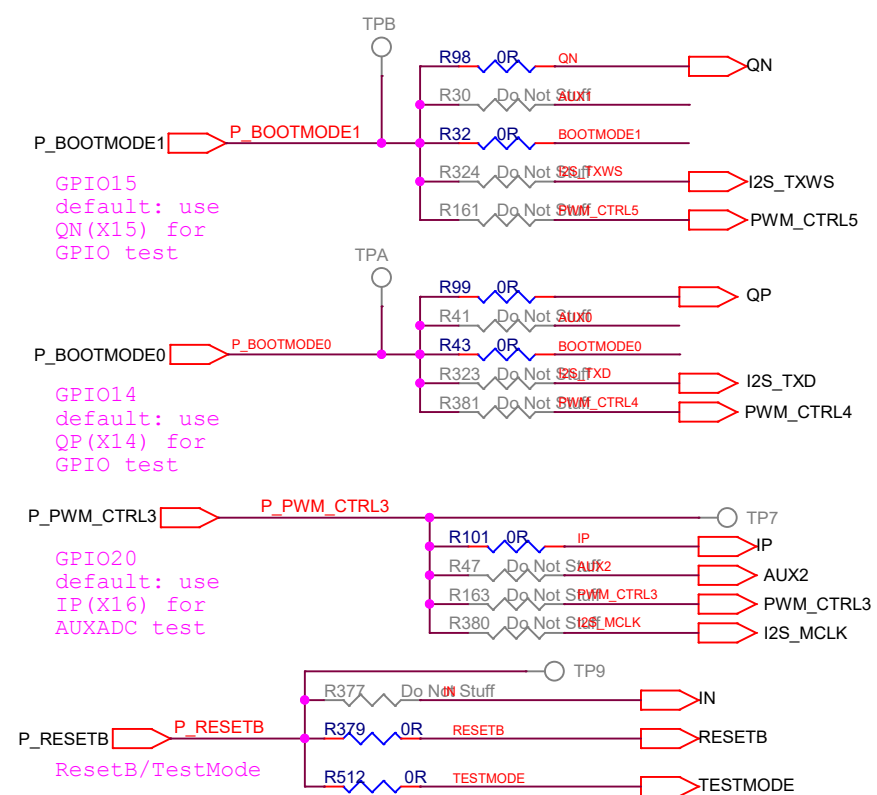 TPB
R98 0R QN QN
R30 Do Not Stuff AUX1
P_BOOTMODE1 P_BOOTMODE1 R32 0R BOOTMODE1
R324 Do Not Stuff I2S_TXWS I2S_TXWS
R161 Do Not Stuff PWM_CTRL5 PWM_CTRL5
GPIO15
default: use
QN(X15) for
GPIO test
TPA
R99 0R QP
R41 Do Not Stuff AUX0
P_BOOTMODE0 P_BOOTMODE0 R43 0R BOOTMODE0
R323 Do Not Stuff I2S_TXD I2S_TXD
R381 Do Not Stuff PWM_CTRL4 PWM_CTRL4
GPIO14
default: use
QP(X14) for
GPIO test
P_PWM_CTRL3 P_PWM_CTRL3 TP7
R101 0R IP IP
R47 Do Not Stuff AUX2 AUX2
R163 Do Not Stuff PWM_CTRL3 PWM_CTRL3
R380 Do Not Stuff I2S_MCLK I2S_MCLK
GPIO20
default: use
IP(X16) for
AUXADC test
TP9
R377 Do Not Stuff IN IN
P_RESETB P_RESETB R379 0R RESETB RESETB
ResetB/TestMode
R512 0R TESTMODE TESTMODE